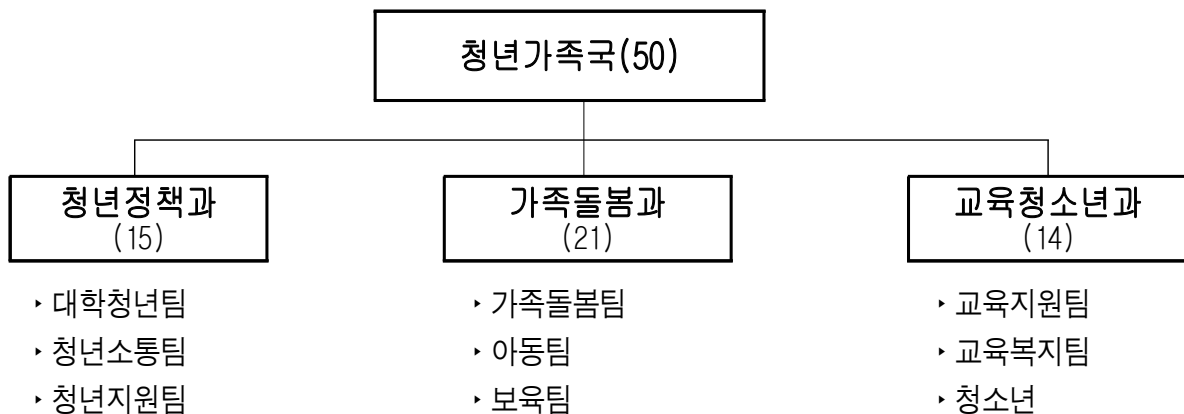 청년가족국(50)
청년정책과
(15)
‣ 대학청년팀
‣ 청년소통팀
‣ 청년지원팀
가족돌봄과
(21)
‣ 가족돌봄팀
‣ 아동팀
‣ 보육팀
교육청소년과
(14)
‣ 교육지원팀
‣ 교육복지팀
‣ 청소년